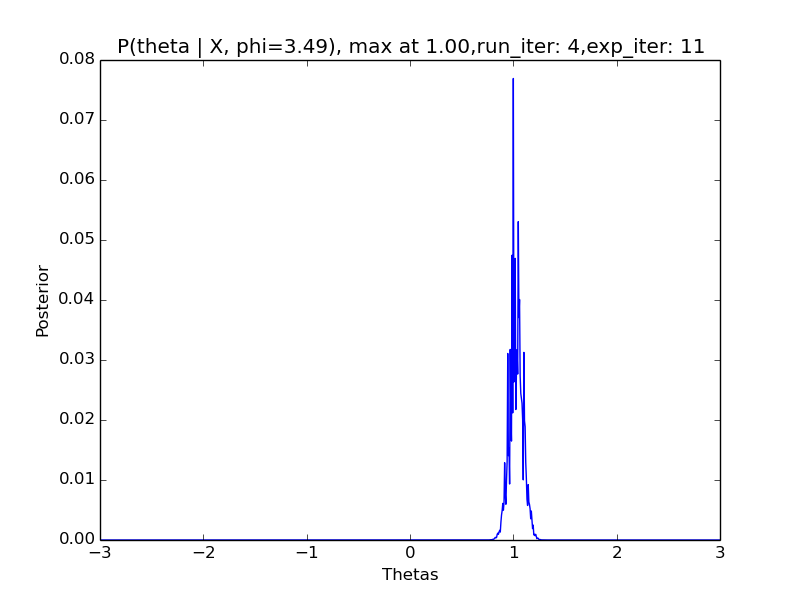 P(theta | X, phi=3.49), max at 1.00,run_iter: 4,exp_iter: 11
0.08
0.07
0.06
0.05
0.04
0.03
0.02
0.01
0.00
Posterior
−3 −2 −1 0 1 2 3
Thetas